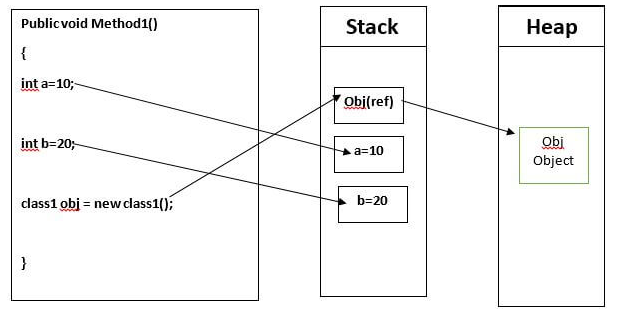 Public void Method1()
{
int a=10;
int b=20;
class1 obj = new class1();
}
Stack
Obj(ref)
a=10
b=20
Heap
Obj
Object